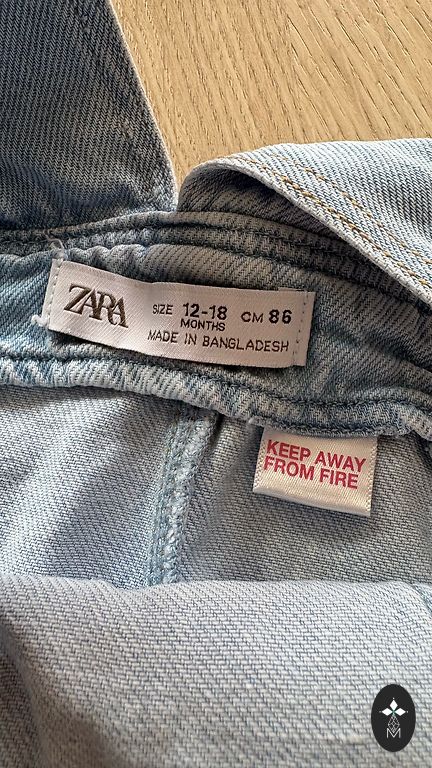 ZARA
SIZE 12-18 CM 86
MONTHS
MADE IN BANGLADESH
KEEP AWAY
FROM FIRE
M